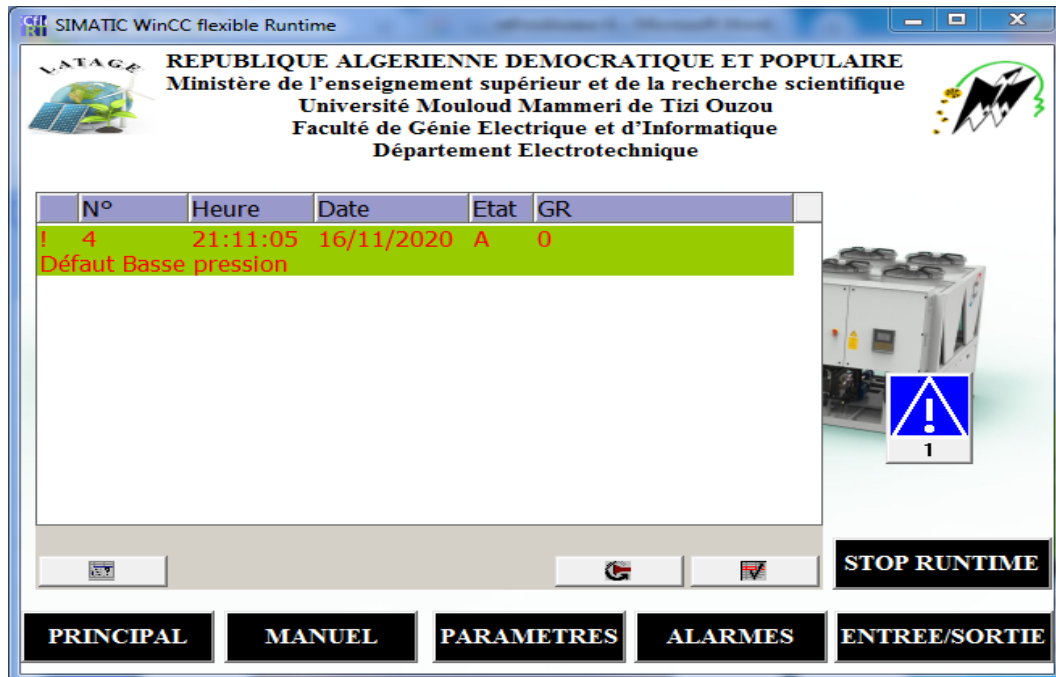 SIMATIC WinCC flexible Runtime
LATAGE
REPUBLIQUE ALGERIENNE DEMOCRATIQUE ET POPULAIRE
Ministère de l'enseignement supérieur et de la recherche scientifique
Université Mouloud Mammeri de Tizi Ouzou
Faculté de Génie Electrique et d'Informatique
Département Electrotechnique
N° Heure Date Etat GR
! 4 21:11:05 16/11/2020 A 0
Défaut Basse pression
!
1
STOP RUNTIME
PRINCIPAL MANUEL PARAMETRES ALARMES ENTREE/SORTIE